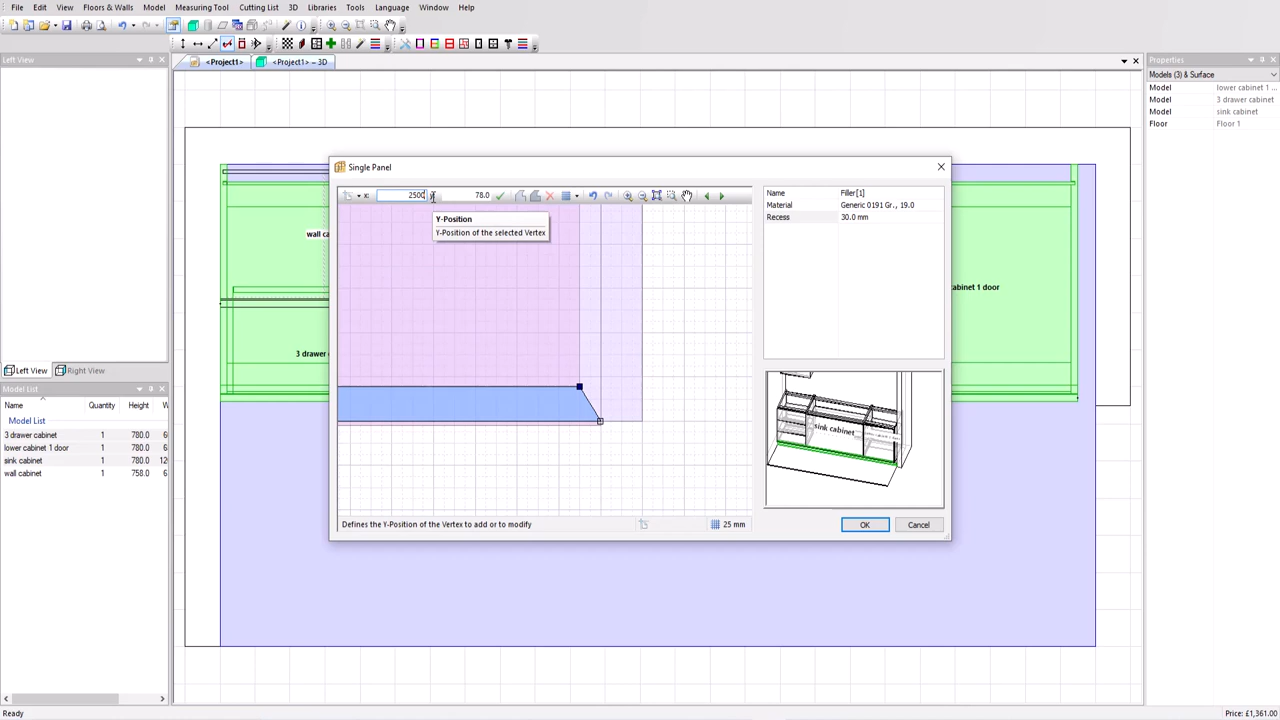 File Edit View Floors & Walls Model Measuring Tool Cutting List 3D Libraries Tools Language Window Help
Left View
<Project1> <Project1> – 3D
Properties
Models (3) & Surface
Model lower cabinet 1 ...
Model 3 drawer cabinet
Model sink cabinet
Floor Floor 1
Single Panel
x: 2500 78.0
Y-Position
Y-Position of the selected Vertex
Name Filler[1]
Material Generic 0191 Gr., 19.0
Recess 30.0 mm
wall ca
3 drawer
abinet 1 door
sink cabinet
Defines the Y-Position of the Vertex to add or to modify
25 mm
OK Cancel
Left View Right View
Model List
Name Quantity Height W
Model List
3 drawer cabinet 1 780.0 6
lower cabinet 1 door 1 780.0 6
sink cabinet 1 780.0 12
wall cabinet 1 758.0 6
Ready
Price: £1,361.00